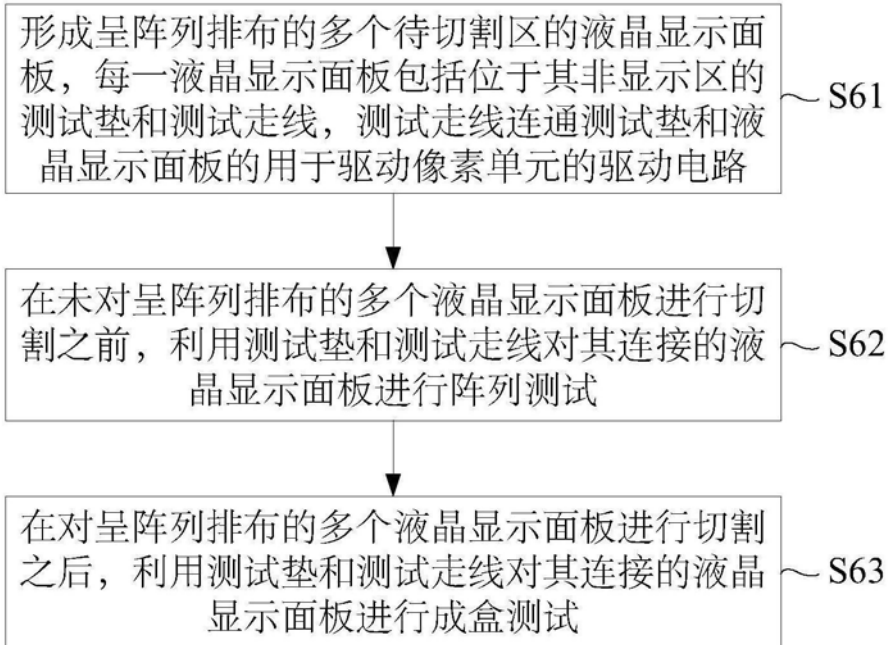 形成呈阵列排布的多个待切割区的液晶显示面
板，每一液晶显示面板包括位于其非显示区的
测试垫和测试走线，测试走线连通测试垫和液
晶显示面板的用于驱动像素单元的驱动电路
S61
在未对呈阵列排布的多个液晶显示面板进行切
割之前，利用测试垫和测试走线对其连接的液
晶显示面板进行阵列测试
S62
在对呈阵列排布的多个液晶显示面板进行切割
之后，利用测试垫和测试走线对其连接的液晶
显示面板进行成盒测试
S63